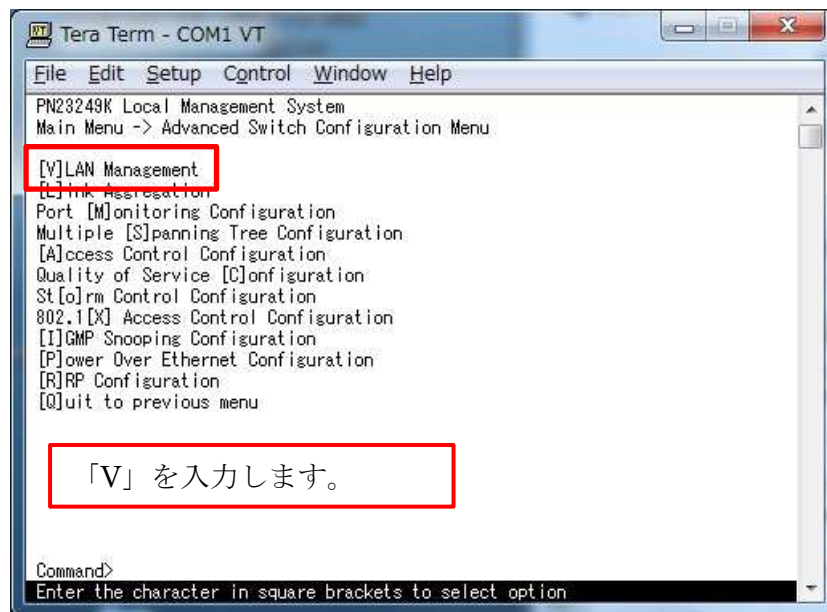 Tera Term - COM1 VT
File Edit Setup Control Window Help
PN23249K Local Management System
Main Menu -> Advanced Switch Configuration Menu
[V]LAN Management
[L]ink Aggregation
Port [M]onitoring Configuration
Multiple [S]panning Tree Configuration
[A]ccess Control Configuration
Quality of Service [C]onfiguration
St[o]rm Control Configuration
802.1[X] Access Control Configuration
[I]GMP Snooping Configuration
[P]ower Over Ethernet Configuration
[R]RP Configuration
[Q]uit to previous menu
「V」を入力します。
Command>
Enter the character in square brackets to select option